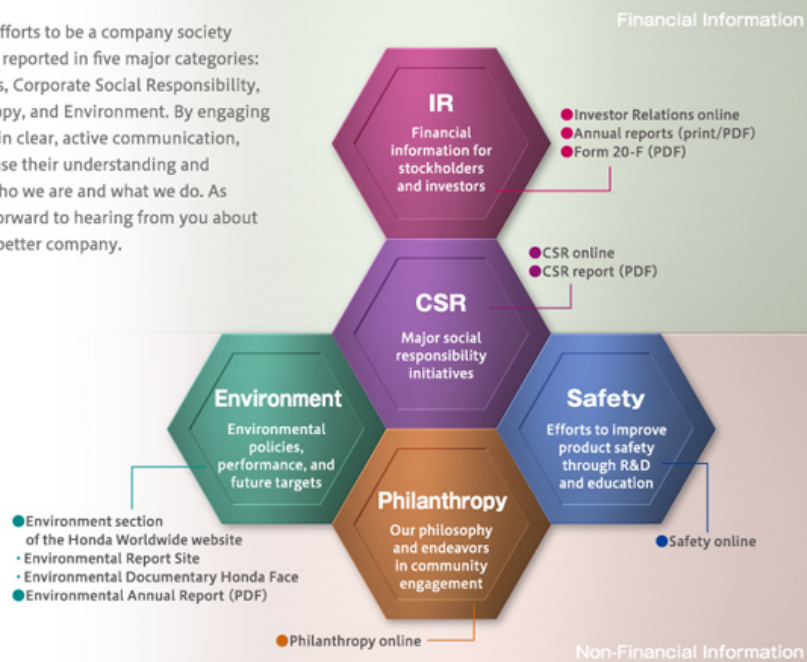 Financial Information
fforts to be a company society
reported in five major categories:
s, Corporate Social Responsibility,
opy, and Environment. By engaging
in clear, active communication,
ase their understanding and
ho we are and what we do. As
orward to hearing from you about
better company.
IR
Financial
information for
stockholders
and investors
●Investor Relations online
●Annual reports (print/PDF)
●Form 20-F (PDF)
CSR
Major social
responsibility
initiatives
●CSR online
●CSR report (PDF)
Environment
Environmental
policies,
performance, and
future targets
Safety
Efforts to improve
product safety
through R&D
and education
Philanthropy
Our philosophy
and endeavors
in community
engagement
●Environment section
of the Honda Worldwide website
・Environmental Report Site
・Environmental Documentary Honda Face
●Environmental Annual Report (PDF)
●Safety online
●Philanthropy online
Non-Financial Information